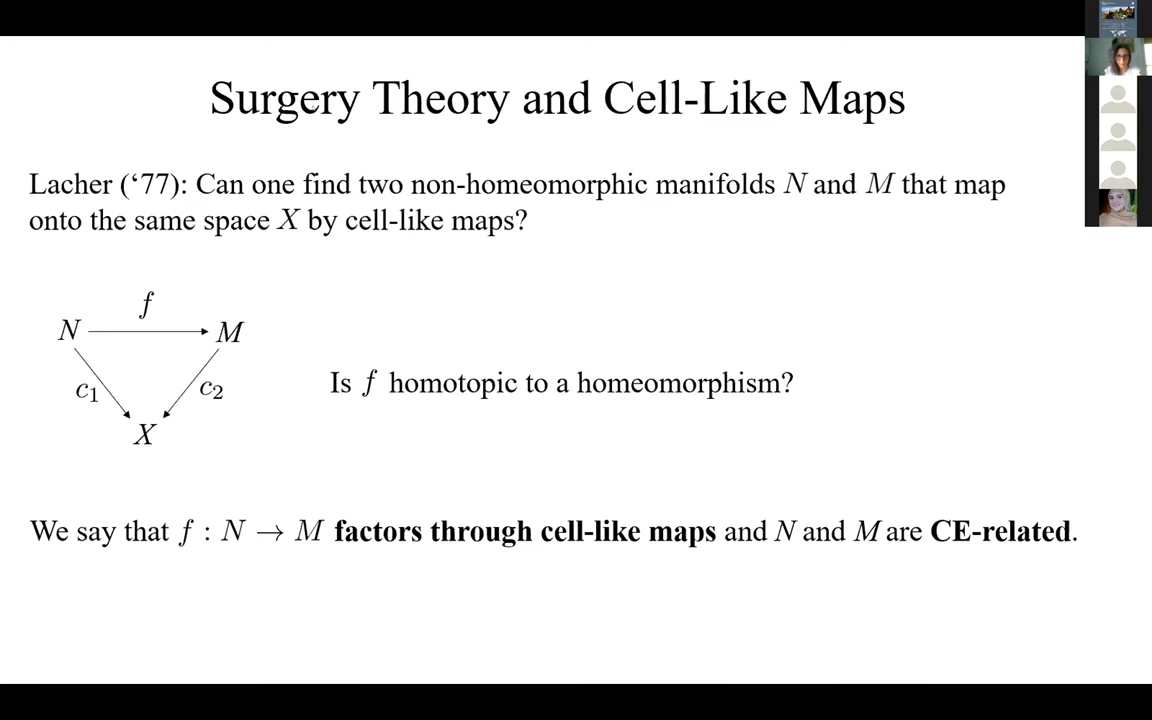 Surgery Theory and Cell-Like Maps
Lacher (‘77): Can one find two non-homeomorphic manifolds N and M that map
onto the same space X by cell-like maps?
f
N M
c₁ c₂
X
Is f homotopic to a homeomorphism?
We say that f : N → M factors through cell-like maps and N and M are CE-related.